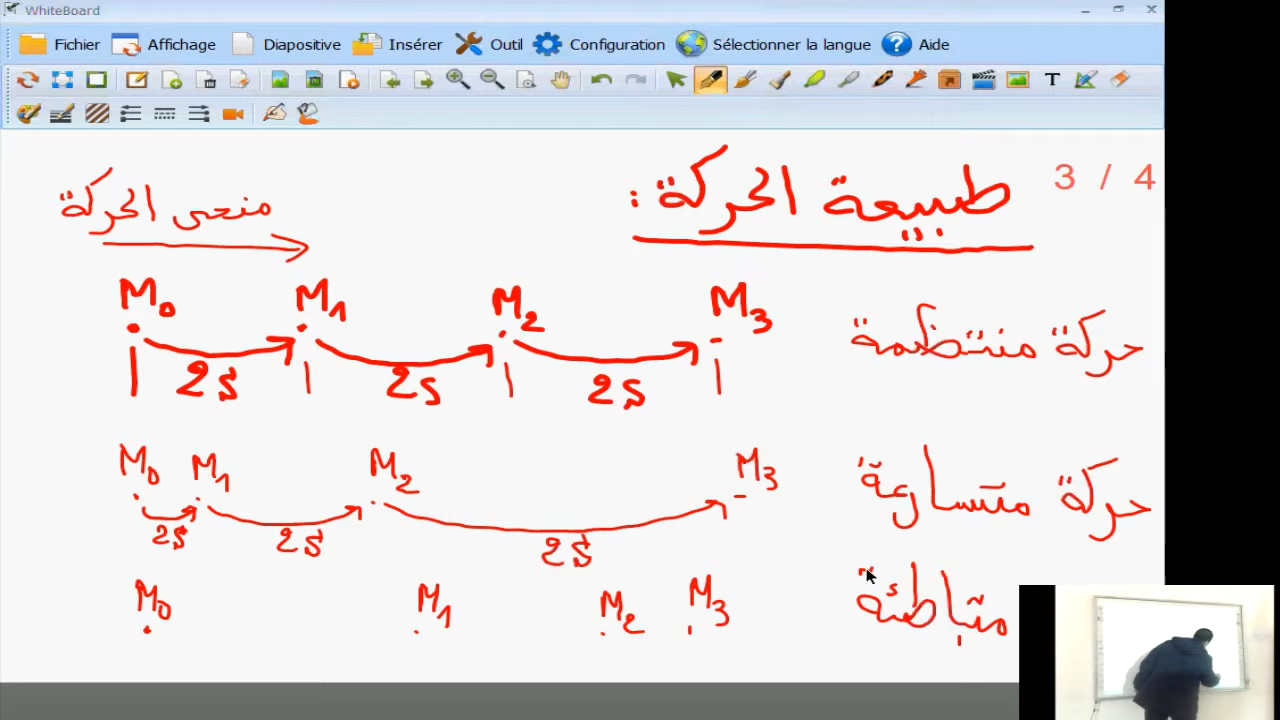 WhiteBoard
Fichier Affichage Diapositive Insérer Outil Configuration Sélectionner la langue Aide
3 / 4
طبيعة الحركة :
منحى الحركة
M0 M1 M2 M3
2s 2s 2s
حركة منتظمة
M0 M1 M2 M3
2s 2s 2s
حركة متسارعة
M0 M1 M2 M3
متباطئة